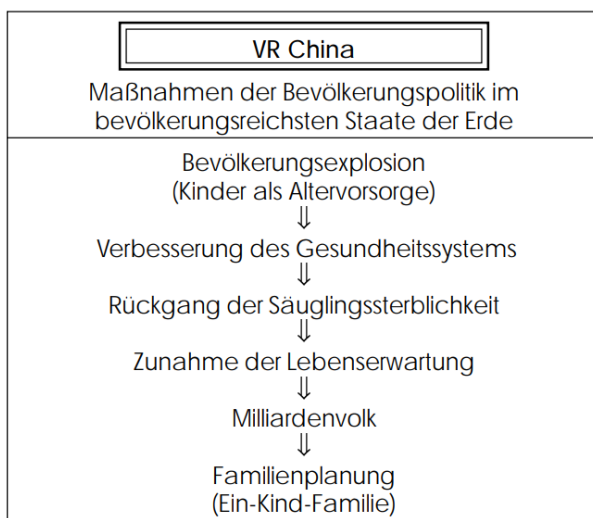 VR China
Maßnahmen der Bevölkerungspolitik im
bevölkerungsreichsten Staate der Erde
Bevölkerungsexplosion
(Kinder als Altervorsorge)
⇓
Verbesserung des Gesundheitssystems
⇓
Rückgang der Säuglingssterblichkeit
⇓
Zunahme der Lebenserwartung
⇓
Milliardenvolk
⇓
Familienplanung
(Ein-Kind-Familie)